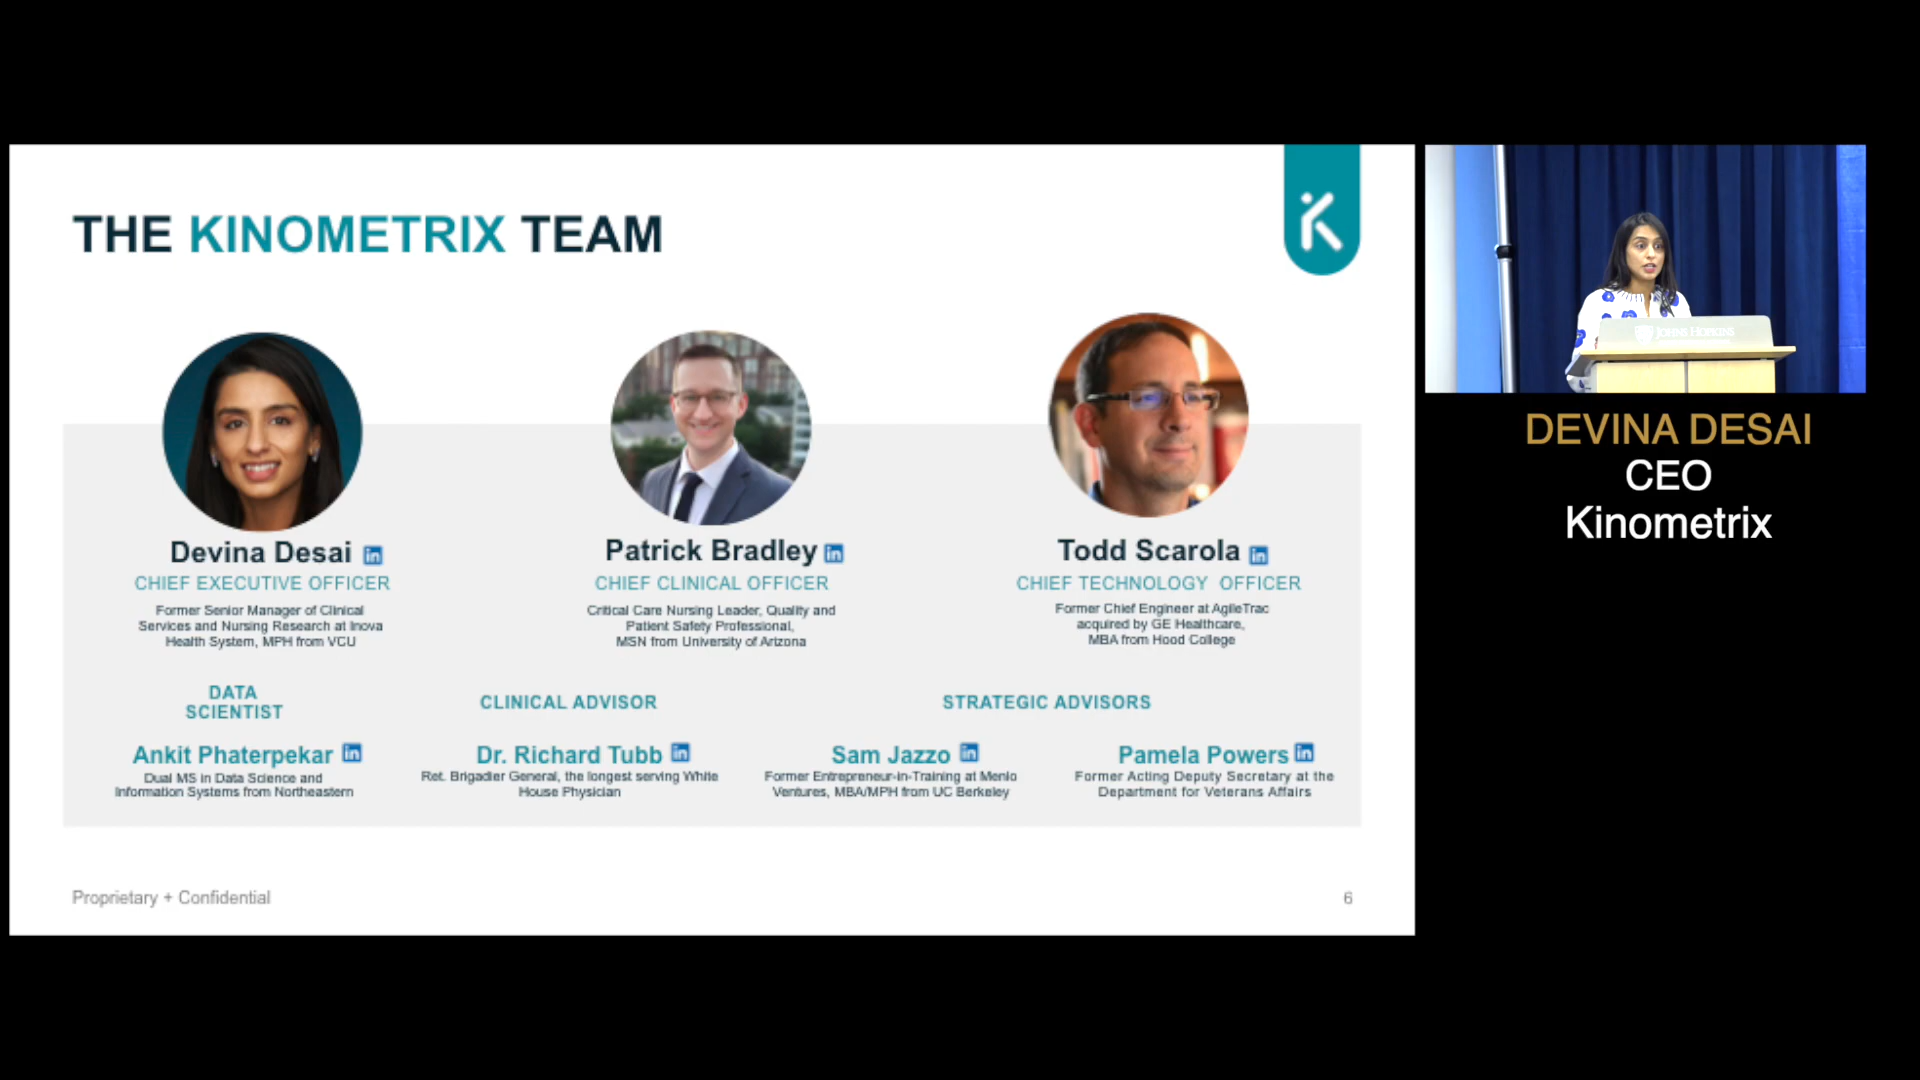 THE KINOMETRIX TEAM
Devina Desai
CHIEF EXECUTIVE OFFICER
Former Senior Manager of Clinical
Services and Nursing Research at Inova
Health System, MPH from VCU
Patrick Bradley
CHIEF CLINICAL OFFICER
Critical Care Nursing Leader, Quality and
Patient Safety Professional,
MSN from University of Arizona
Todd Scarola
CHIEF TECHNOLOGY OFFICER
Former Chief Engineer at AgileTrac
acquired by GE Healthcare,
MBA from Hood College
DATA
SCIENTIST
Ankit Phaterpekar
Dual MS in Data Science and
Information Systems from Northeastern
CLINICAL ADVISOR
Dr. Richard Tubb
Ret. Brigadier General, the longest serving White
House Physician
STRATEGIC ADVISORS
Sam Jazzo
Former Entrepreneur-in-Training at Menlo
Ventures, MBA/MPH from UC Berkeley
Pamela Powers
Former Acting Deputy Secretary at the
Department for Veterans Affairs
Proprietary + Confidential
6
JOHNS HOPKINS
DEVINA DESAI
CEO
Kinometrix